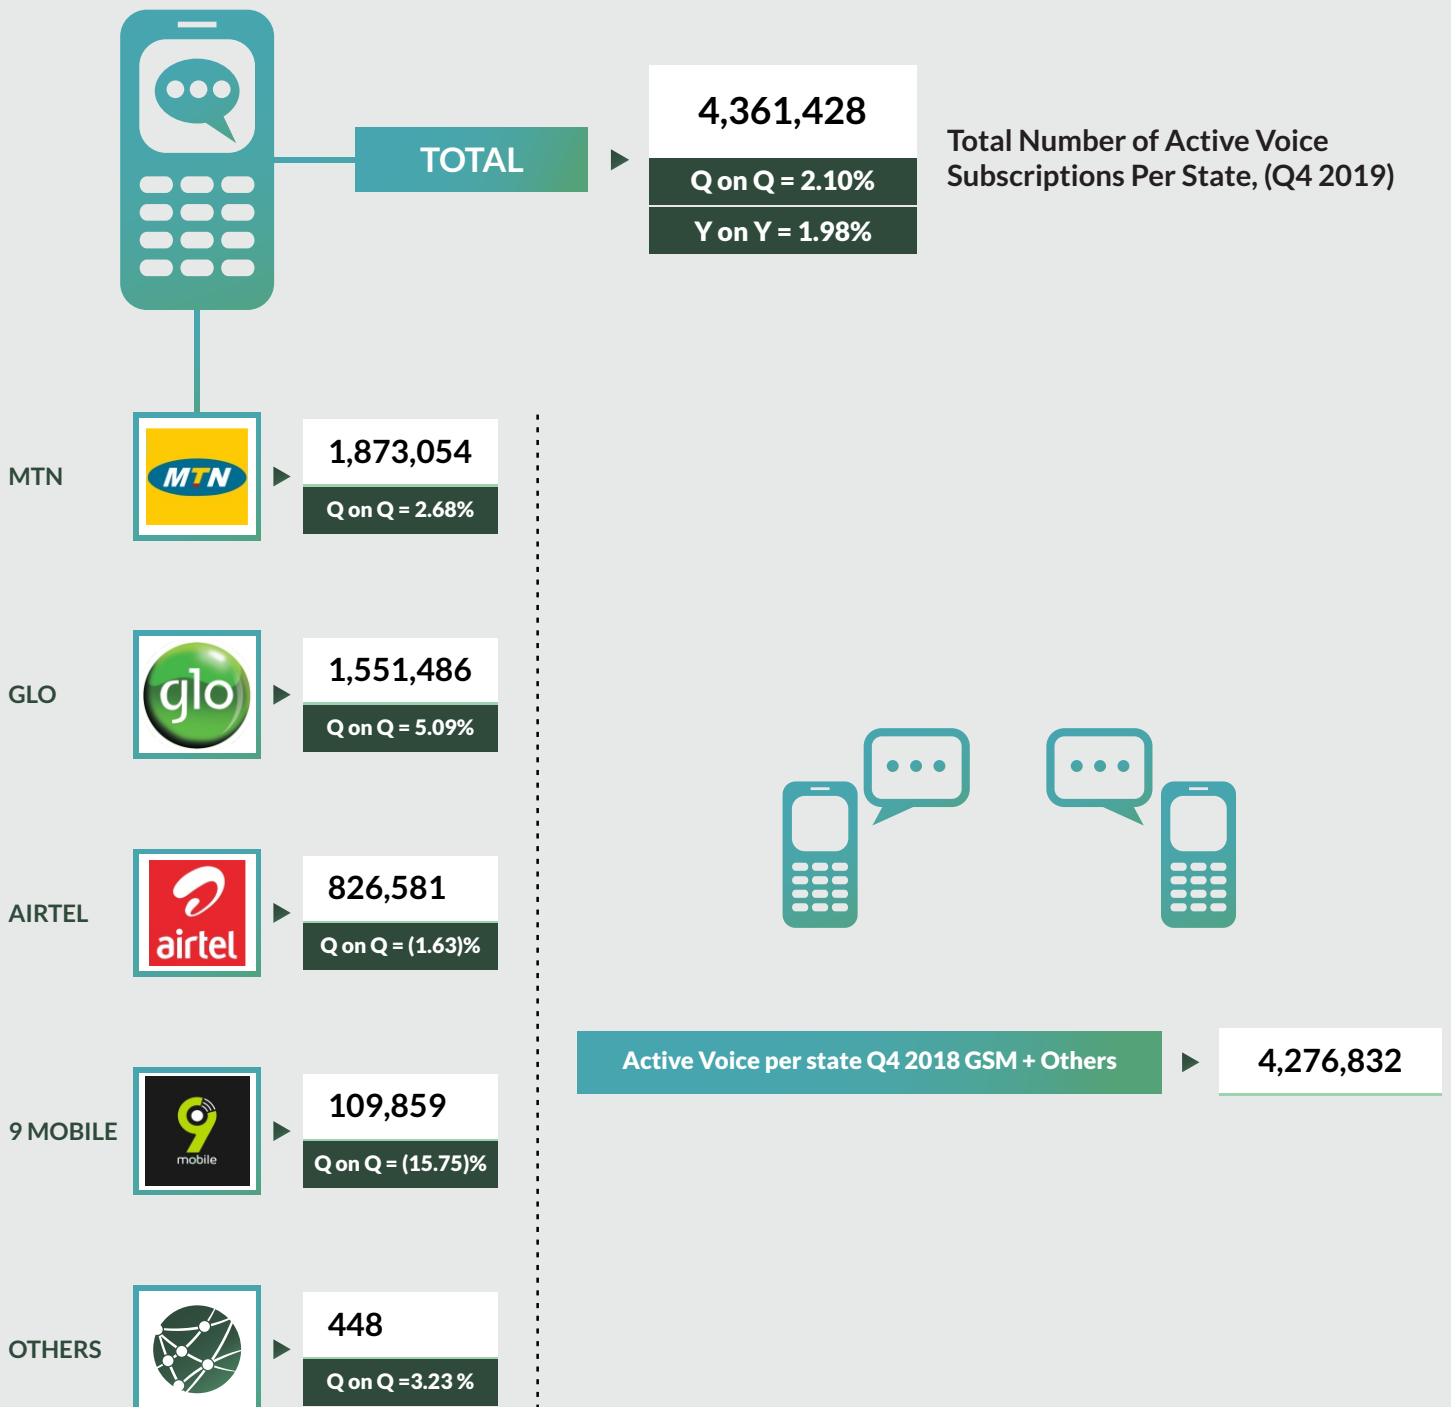 TOTAL
4,361,428
Q on Q = 2.10%
Y on Y = 1.98%
Total Number of Active Voice
Subscriptions Per State, (Q4 2019)
MTN
MTN
1,873,054
Q on Q = 2.68%
GLO
glo
1,551,486
Q on Q = 5.09%
AIRTEL
airtel
826,581
Q on Q = (1.63)%
9 MOBILE
9
mobile
109,859
Q on Q = (15.75)%
OTHERS
448
Q on Q =3.23 %
Active Voice per state Q4 2018 GSM + Others
4,276,832